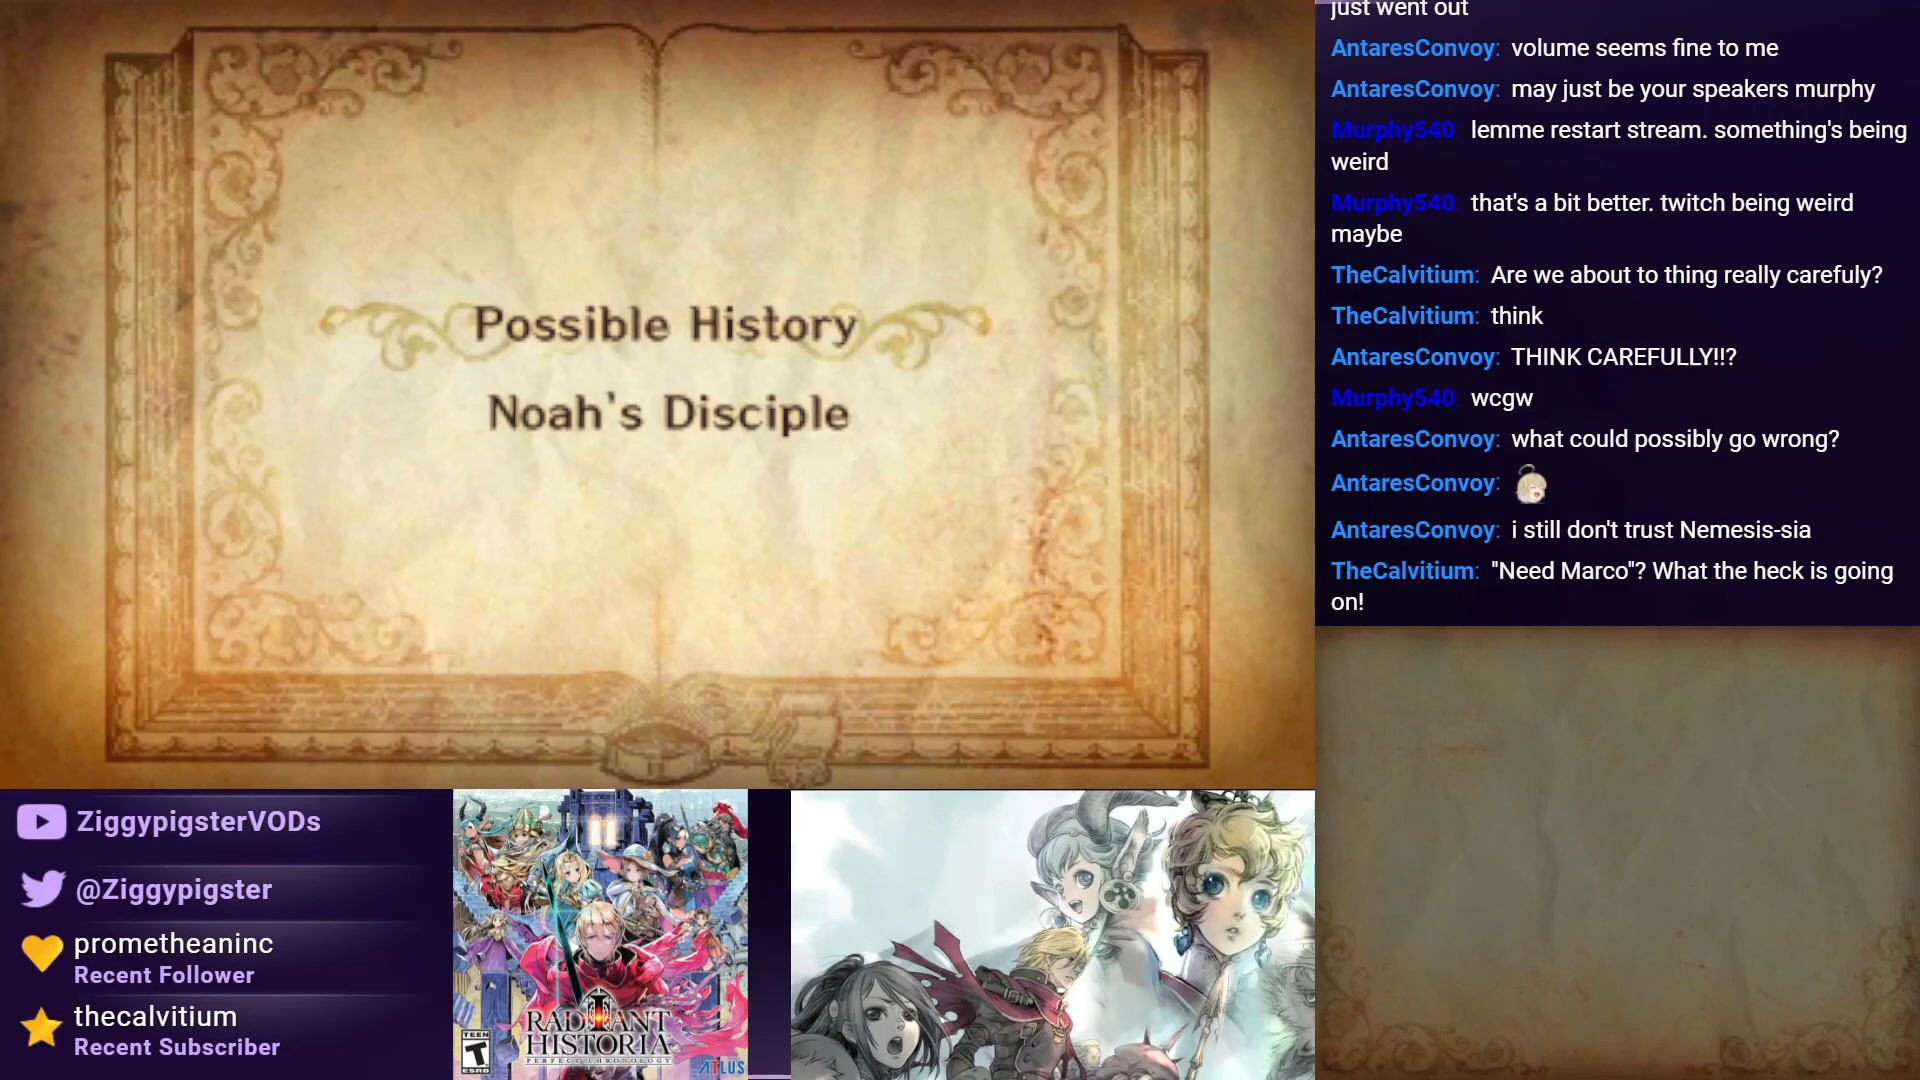 Possible History
Noah's Disciple
just went out
AntaresConvoy: volume seems fine to me
AntaresConvoy: may just be your speakers murphy
Murphy540: lemme restart stream. something's being
weird
Murphy540: that's a bit better. twitch being weird
maybe
TheCalvitium: Are we about to thing really carefuly?
TheCalvitium: think
AntaresConvoy: THINK CAREFULLY!!?
Murphy540: wcgw
AntaresConvoy: what could possibly go wrong?
AntaresConvoy:
AntaresConvoy: i still don't trust Nemesis-sia
TheCalvitium: "Need Marco"? What the heck is going
on!
ZiggypigsterVODs
@Ziggypigster
prometheaninc
Recent Follower
thecalvitium
Recent Subscriber
RADIANT
HISTORIA
PERFECT CHRONOLOGY
TEEN
T
ESRB
ATLUS